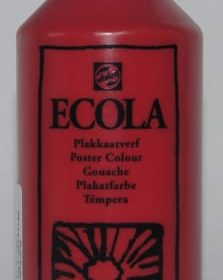 ECOLA
Plakkaatverf
Poster Colour
Gouache
Plakatfarbe
Témpera